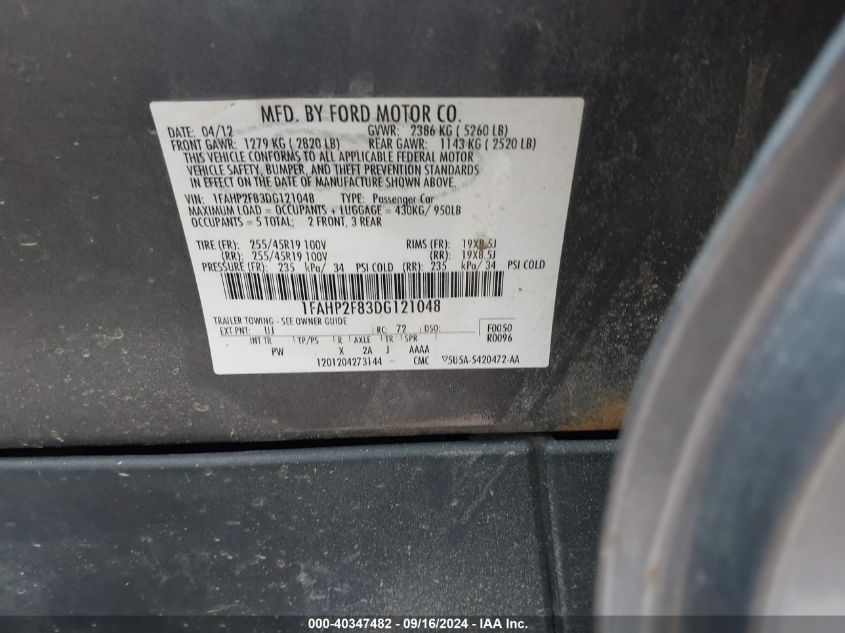 MFD. BY FORD MOTOR CO.
DATE: 04/12 GVWR: 2386 KG ( 5260 LB)
FRONT GAWR: 1279 KG ( 2820 LB) REAR GAWR: 1143 KG ( 2520 LB)
THIS VEHICLE CONFORMS TO ALL APPLICABLE FEDERAL MOTOR
VEHICLE SAFETY, BUMPER, AND THEFT PREVENTION STANDARDS
IN EFFECT ON THE DATE OF MANUFACTURE SHOWN ABOVE.
VIN: 1FAHP2F83DG121048 TYPE: Passenger Car
MAXIMUM LOAD = OCCUPANTS + LUGGAGE = 430KG/ 950LB
OCCUPANTS = 5 TOTAL; 2 FRONT, 3 REAR
TIRE (FR): 255/45R19 100V RIMS (FR): 19X8.5J
(RR): 255/45R19 100V (RR): 19X8.5J
PRESSURE (FR): 235 kPa/ 34 PSI COLD (RR): 235 kPa/ 34 PSI COLD
1FAHP2F83DG121048
TRAILER TOWING - SEE OWNER GUIDE
EXT PNT: UJ RC: 72 DSO: F0050
INT TR TP/PS R AXLE TR SPR R0096
PW X 2A J AAAA
1201204273144 CMC 5U5A-5420472-AA
000-40347482 - 09/16/2024 - IAA Inc.